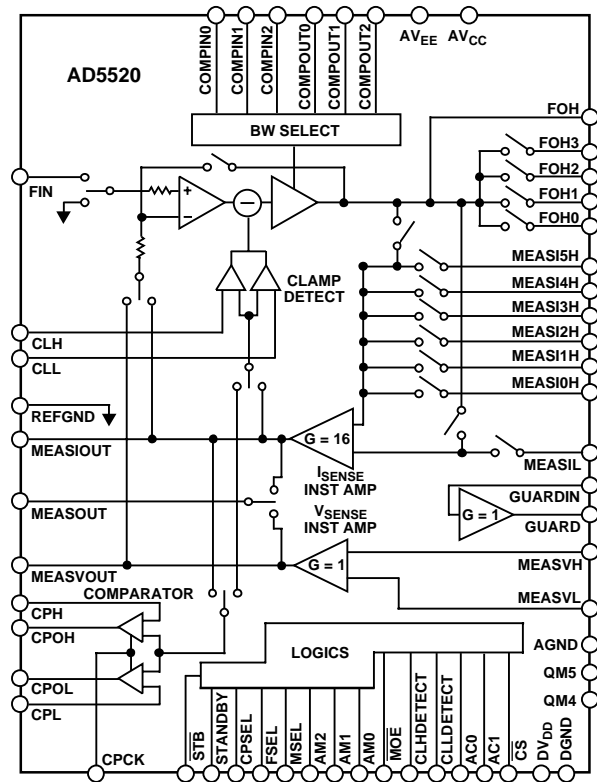 COMPIN0
COMPIN1
COMPIN2
COMPOUT0
COMPOUT1
COMPOUT2
AVEE
AVCC
AD5520
BW SELECT
FOH
FOH3
FOH2
FOH1
FOH0
FIN
+
–
–
CLAMP
DETECT
MEASI5H
MEASI4H
MEASI3H
MEASI2H
MEASI1H
MEASI0H
CLH
CLL
REFGND
MEASIOUT
G = 16
ISENSE
INST AMP
MEASIL
MEASOUT
GUARDIN
G = 1
GUARD
VSENSE
INST AMP
MEASVOUT
G = 1
MEASVH
MEASVL
COMPARATOR
CPH
CPOH
CPOL
CPL
LOGICS
AGND
QM5
QM4
CPCK
STB
STANDBY
CPSEL
FSEL
MSEL
AM2
AM1
AM0
MOE
CLHDETECT
CLLDETECT
AC0
AC1
CS
DVDD
DGND